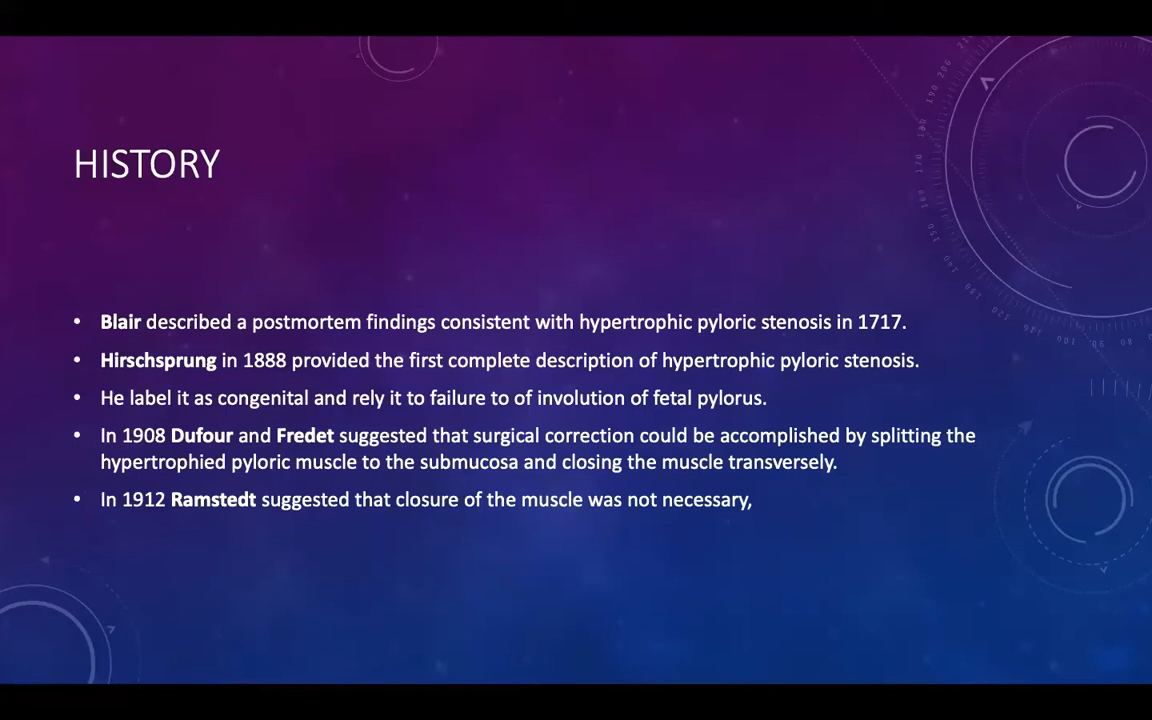 HISTORY
• Blair described a postmortem findings consistent with hypertrophic pyloric stenosis in 1717.
• Hirschsprung in 1888 provided the first complete description of hypertrophic pyloric stenosis.
• He label it as congenital and rely it to failure to of involution of fetal pylorus.
• In 1908 Dufour and Fredet suggested that surgical correction could be accomplished by splitting the
hypertrophied pyloric muscle to the submucosa and closing the muscle transversely.
• In 1912 Ramstedt suggested that closure of the muscle was not necessary,